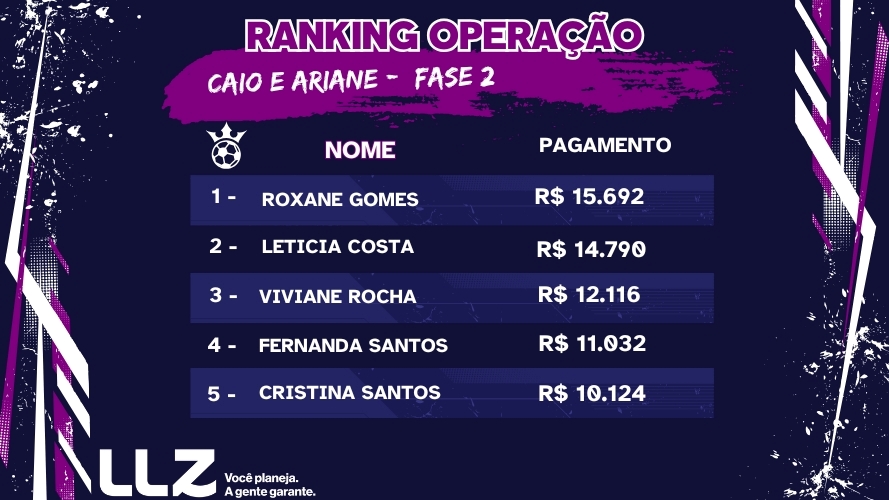 RANKING OPERAÇÃO
CAIO E ARIANE - FASE 2
NOME PAGAMENTO
1 - ROXANE GOMES R$ 15.692
2 - LETICIA COSTA R$ 14.790
3 - VIVIANE ROCHA R$ 12.116
4 - FERNANDA SANTOS R$ 11.032
5 - CRISTINA SANTOS R$ 10.124
LLZ
Você planeja.
A gente garante.